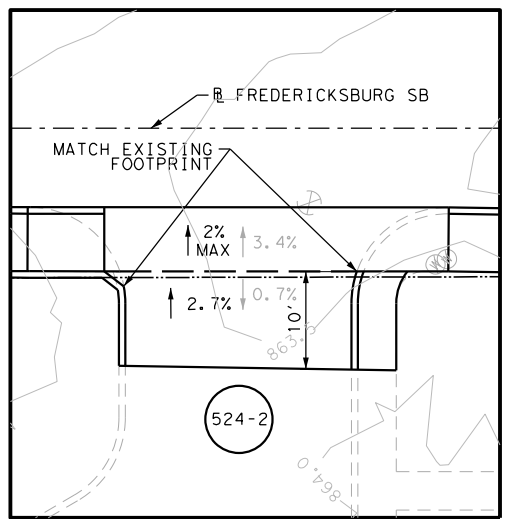 ℄ FREDERICKSBURG SB
MATCH EXISTING
FOOTPRINT
2%
MAX
3.4%
2.7%
0.7%
10'
863.5
524-2
864.0